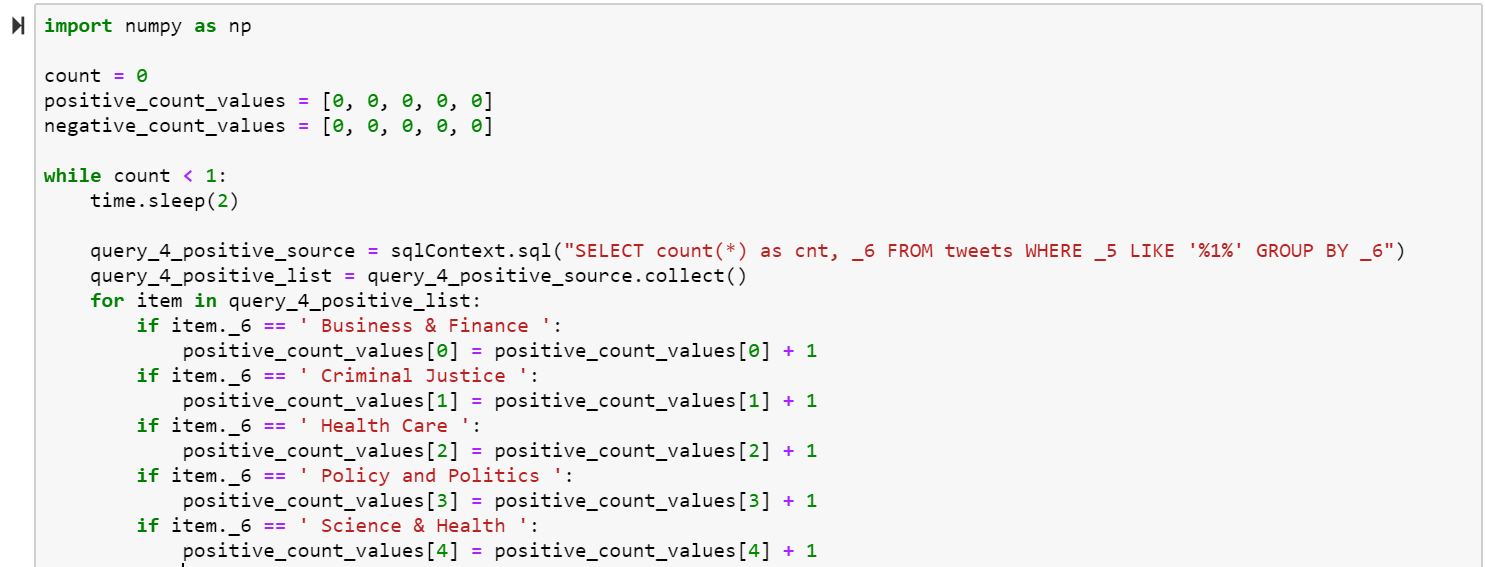 import numpy as np
count = 0
positive_count_values = [0, 0, 0, 0, 0]
negative_count_values = [0, 0, 0, 0, 0]
while count < 1:
    time.sleep(2)
    query_4_positive_source = sqlContext.sql("SELECT count(*) as cnt, _6 FROM tweets WHERE _5 LIKE '%1%' GROUP BY _6")
    query_4_positive_list = query_4_positive_source.collect()
    for item in query_4_positive_list:
        if item._6 == ' Business & Finance ':
            positive_count_values[0] = positive_count_values[0] + 1
        if item._6 == ' Criminal Justice ':
            positive_count_values[1] = positive_count_values[1] + 1
        if item._6 == ' Health Care ':
            positive_count_values[2] = positive_count_values[2] + 1
        if item._6 == ' Policy and Politics ':
            positive_count_values[3] = positive_count_values[3] + 1
        if item._6 == ' Science & Health ':
            positive_count_values[4] = positive_count_values[4] + 1